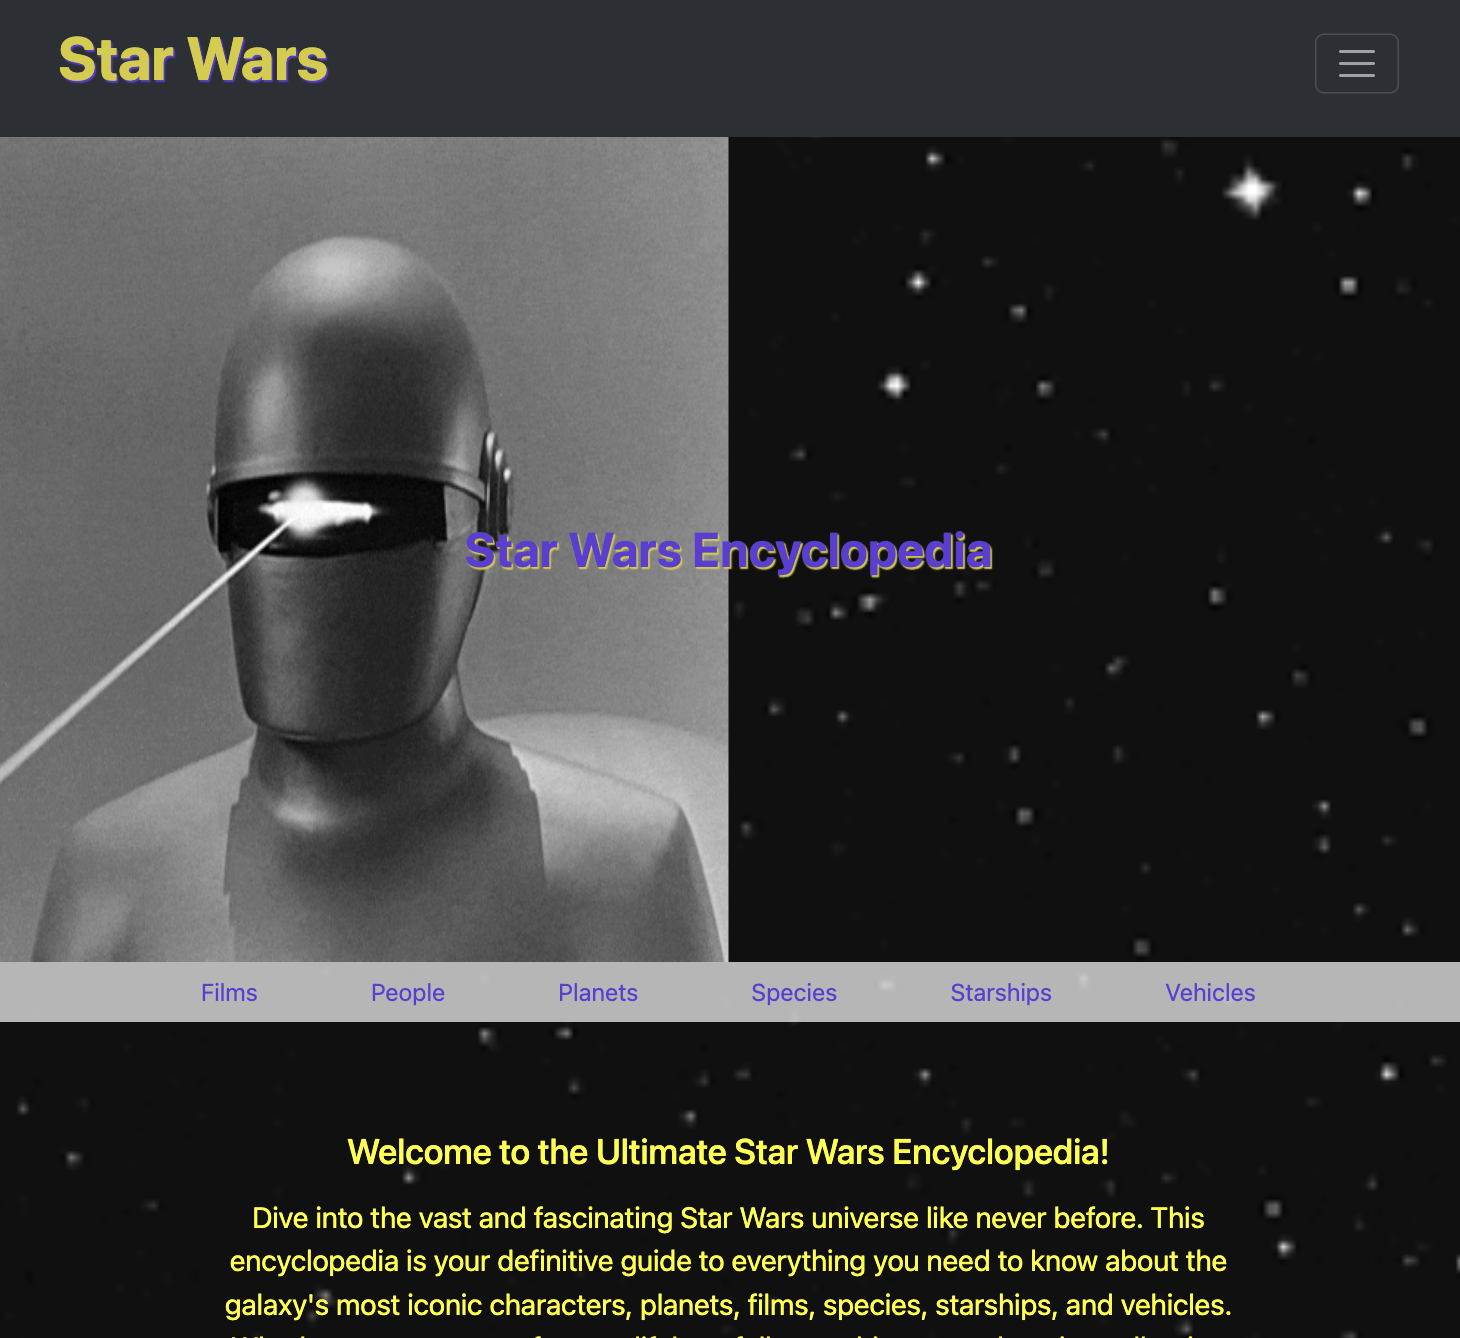 Star Wars
Star Wars Encyclopedia
Films People Planets Species Starships Vehicles
Welcome to the Ultimate Star Wars Encyclopedia!
Dive into the vast and fascinating Star Wars universe like never before. This
encyclopedia is your definitive guide to everything you need to know about the
galaxy's most iconic characters, planets, films, species, starships, and vehicles.